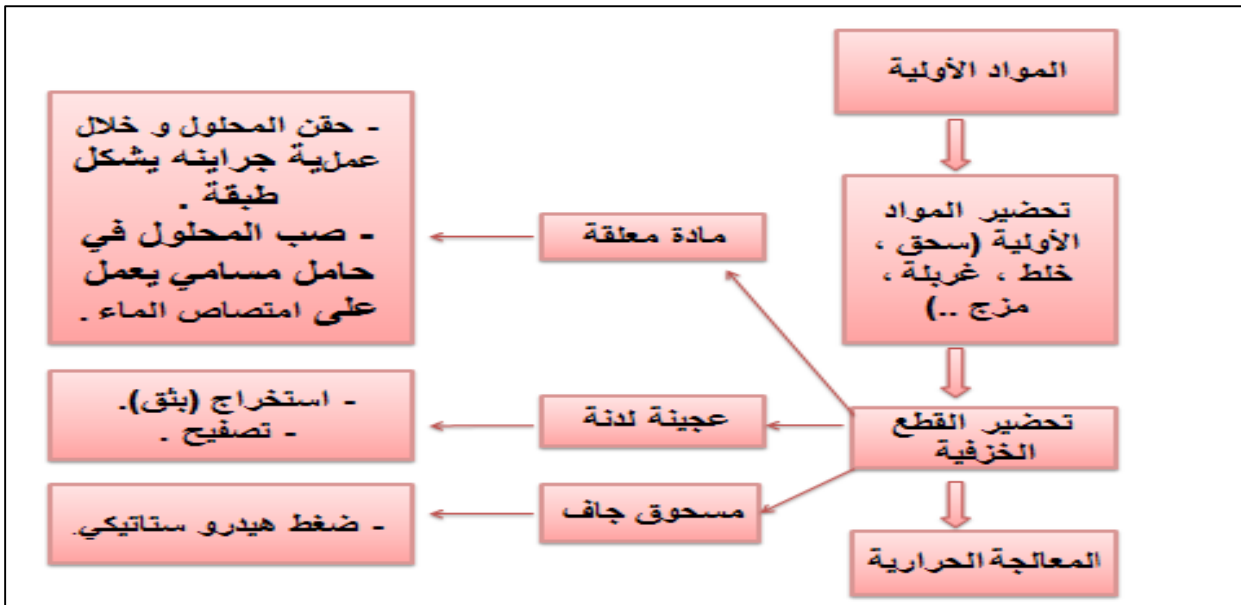 المواد الأولية
تحضير المواد
الأولية (سحق ،
خلط ، غربلة ،
مزج ..)
تحضير القطع
الخزفية
المعالجة الحرارية
مادة معلقة
- حقن المحلول و خلال
عملية جراينه يشكل
طبقة .
- صب المحلول في
حامل مسامي يعمل
على امتصاص الماء .
عجينة لدنة
- استخراج (بثق).
- تصفيح .
مسحوق جاف
- ضغط هيدرو ستاتيكي.